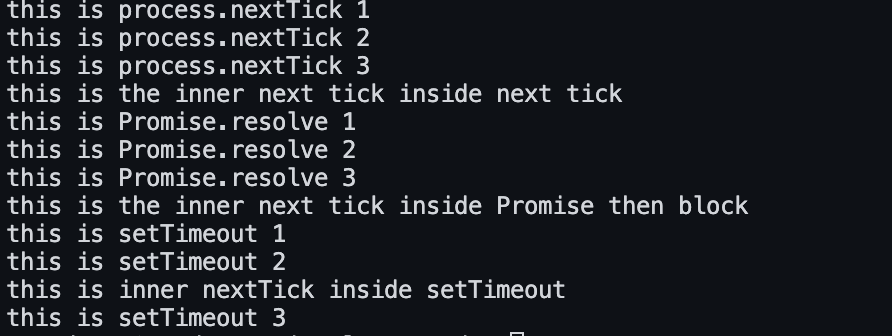 this is process.nextTick 1
this is process.nextTick 2
this is process.nextTick 3
this is the inner next tick inside next tick
this is Promise.resolve 1
this is Promise.resolve 2
this is Promise.resolve 3
this is the inner next tick inside Promise then block
this is setTimeout 1
this is setTimeout 2
this is inner nextTick inside setTimeout
this is setTimeout 3